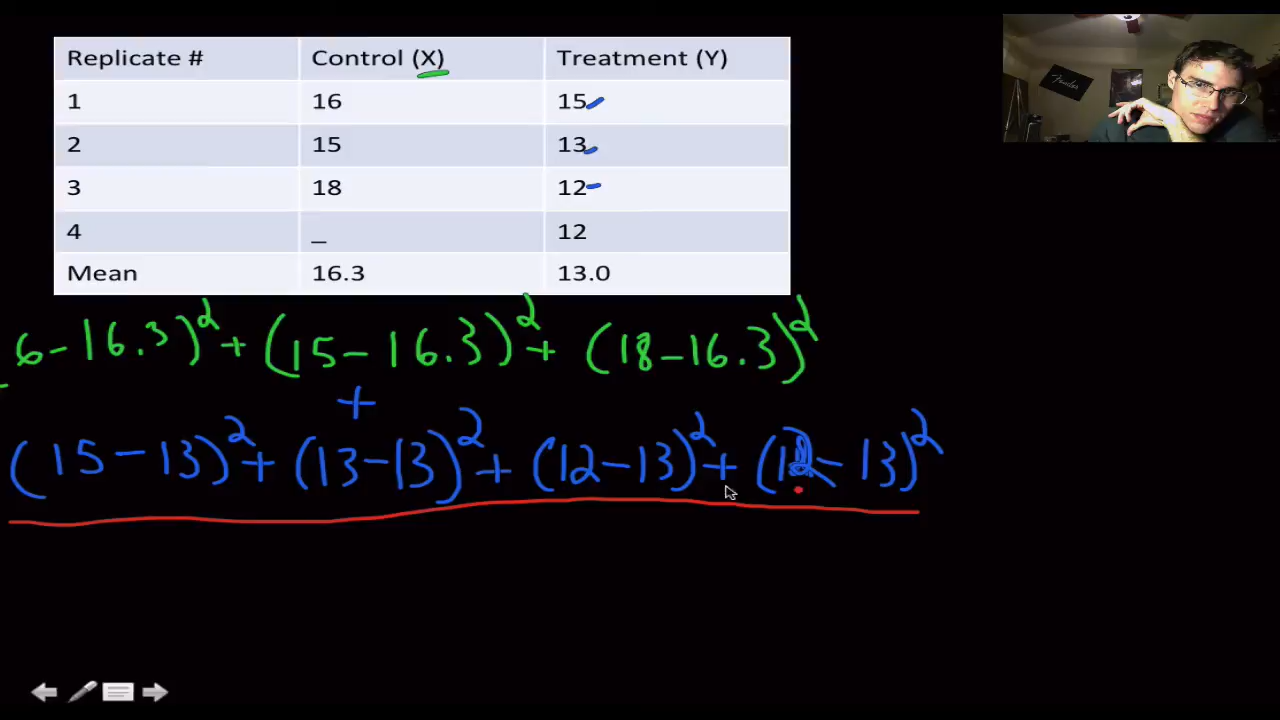 Replicate # Control (X) Treatment (Y)
1 16 15
2 15 13
3 18 12
4 _ 12
Mean 16.3 13.0
6-16.3)² + (15-16.3)² + (18-16.3)²
+
(15-13)² + (13-13)² + (12-13)² + (12-13)²